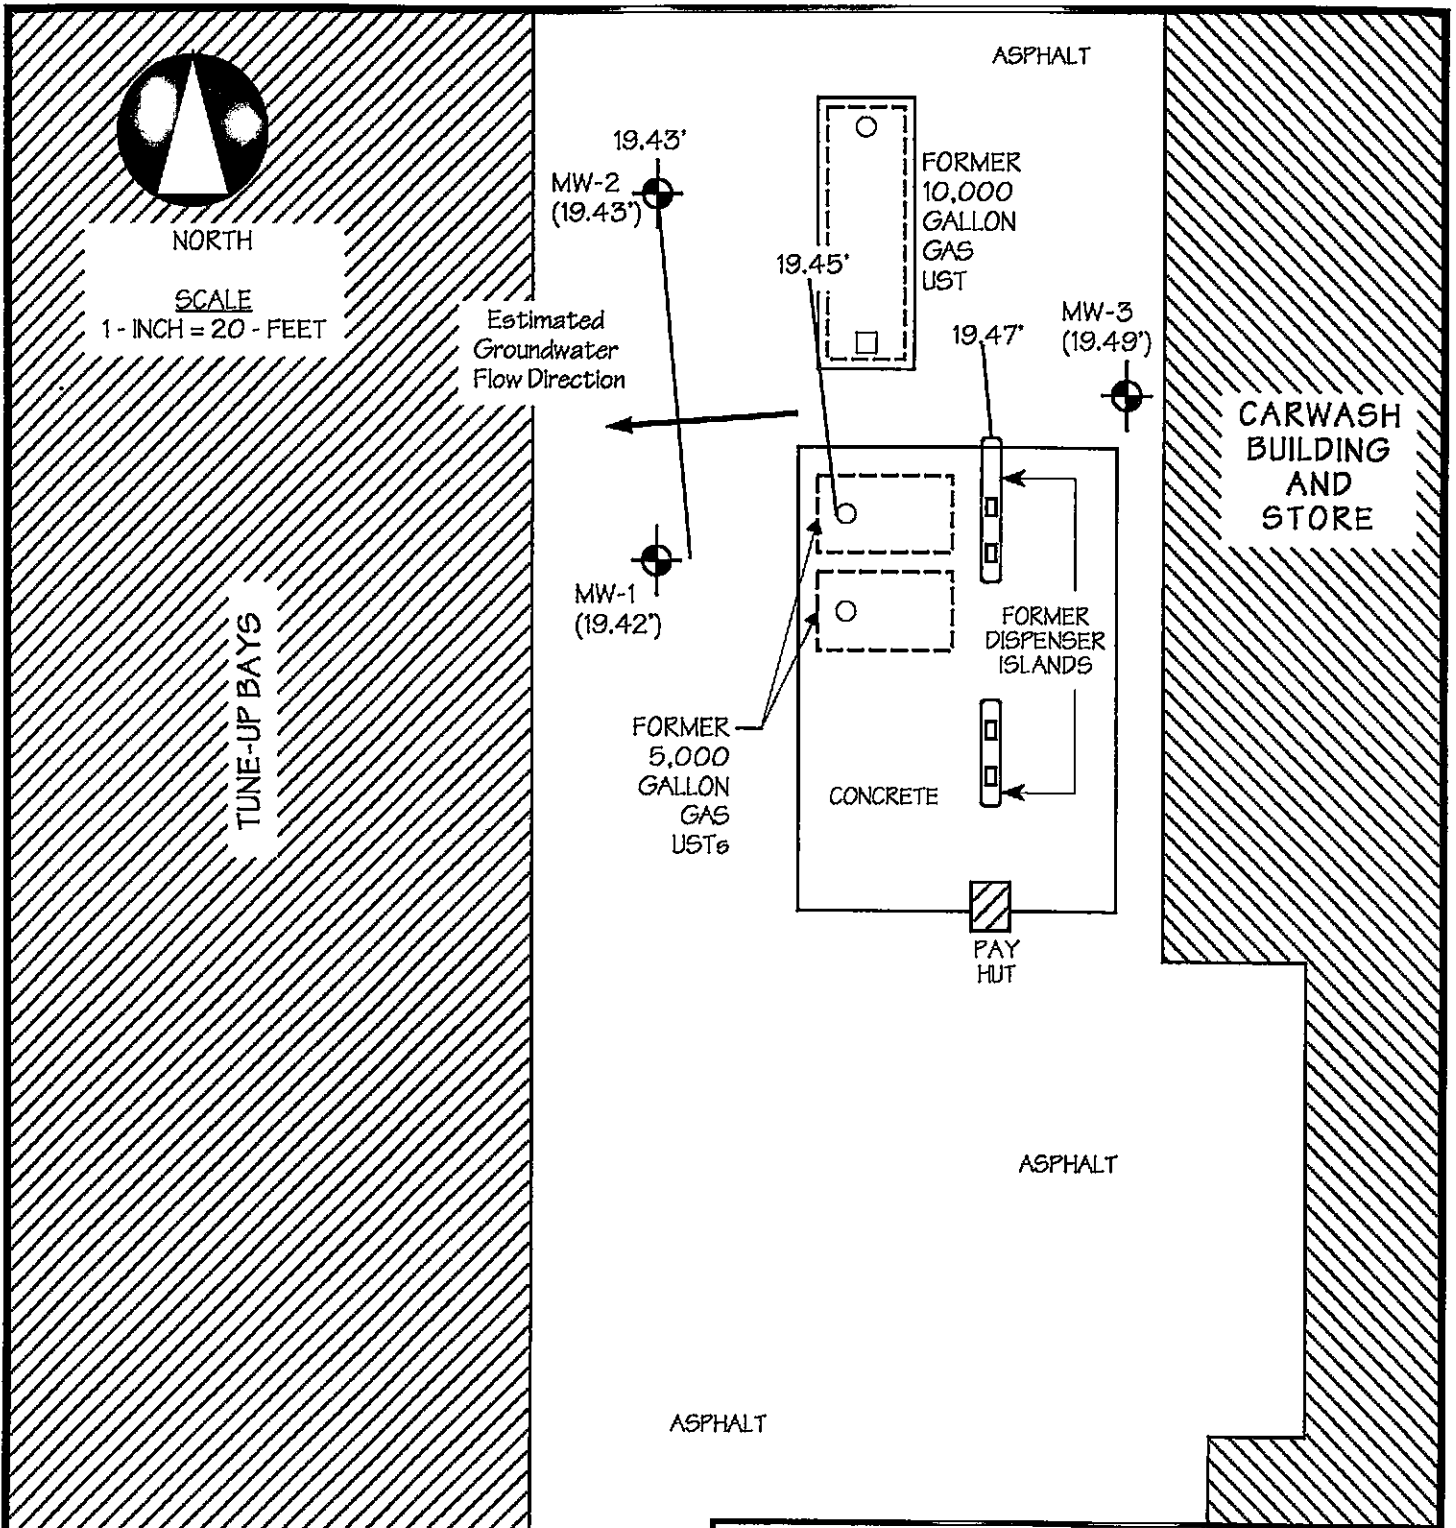 ASPHALT
19.43'
MW-2
(19.43')
FORMER
10,000
GALLON
GAS
UST
NORTH
SCALE
1 - INCH = 20 - FEET
19.45'
Estimated
Groundwater
Flow Direction
19.47'
MW-3
(19.49')
CARWASH
BUILDING
AND
STORE
MW-1
(19.42')
TUNE-UP BAYS
FORMER
DISPENSER
ISLANDS
FORMER
5,000
GALLON
GAS
USTs
CONCRETE
PAY
HUT
ASPHALT
ASPHALT